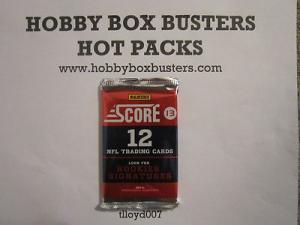 HOBBY BOX BUSTERS
HOT PACKS
www.hobbyboxbusters.com
PANINI
SCORE 13
12
NFL TRADING CARDS
LOOK FOR
ROOKIES
SIGNATURES
tlloyd007